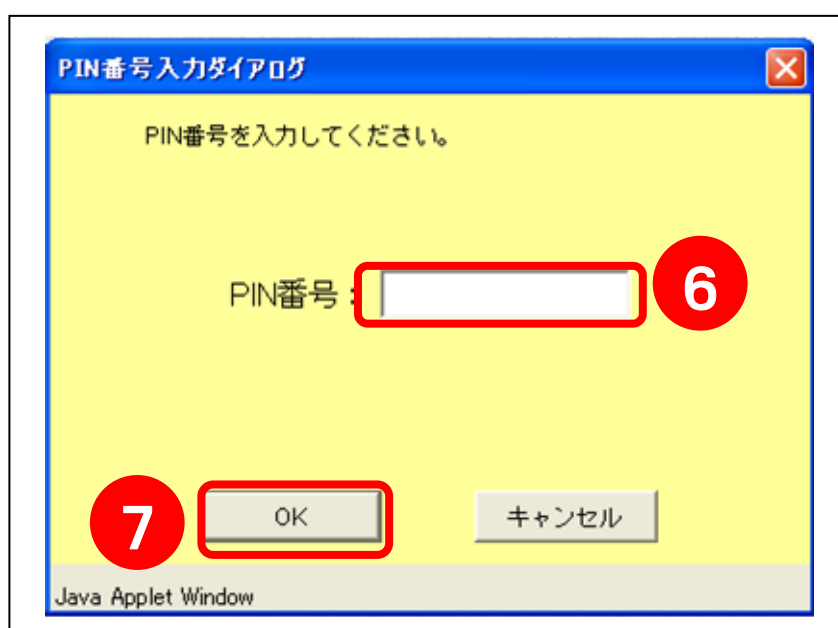 PIN番号入力ダイアログ
PIN番号を入力してください。
PIN番号：
6
7
OK
キャンセル
Java Applet Window